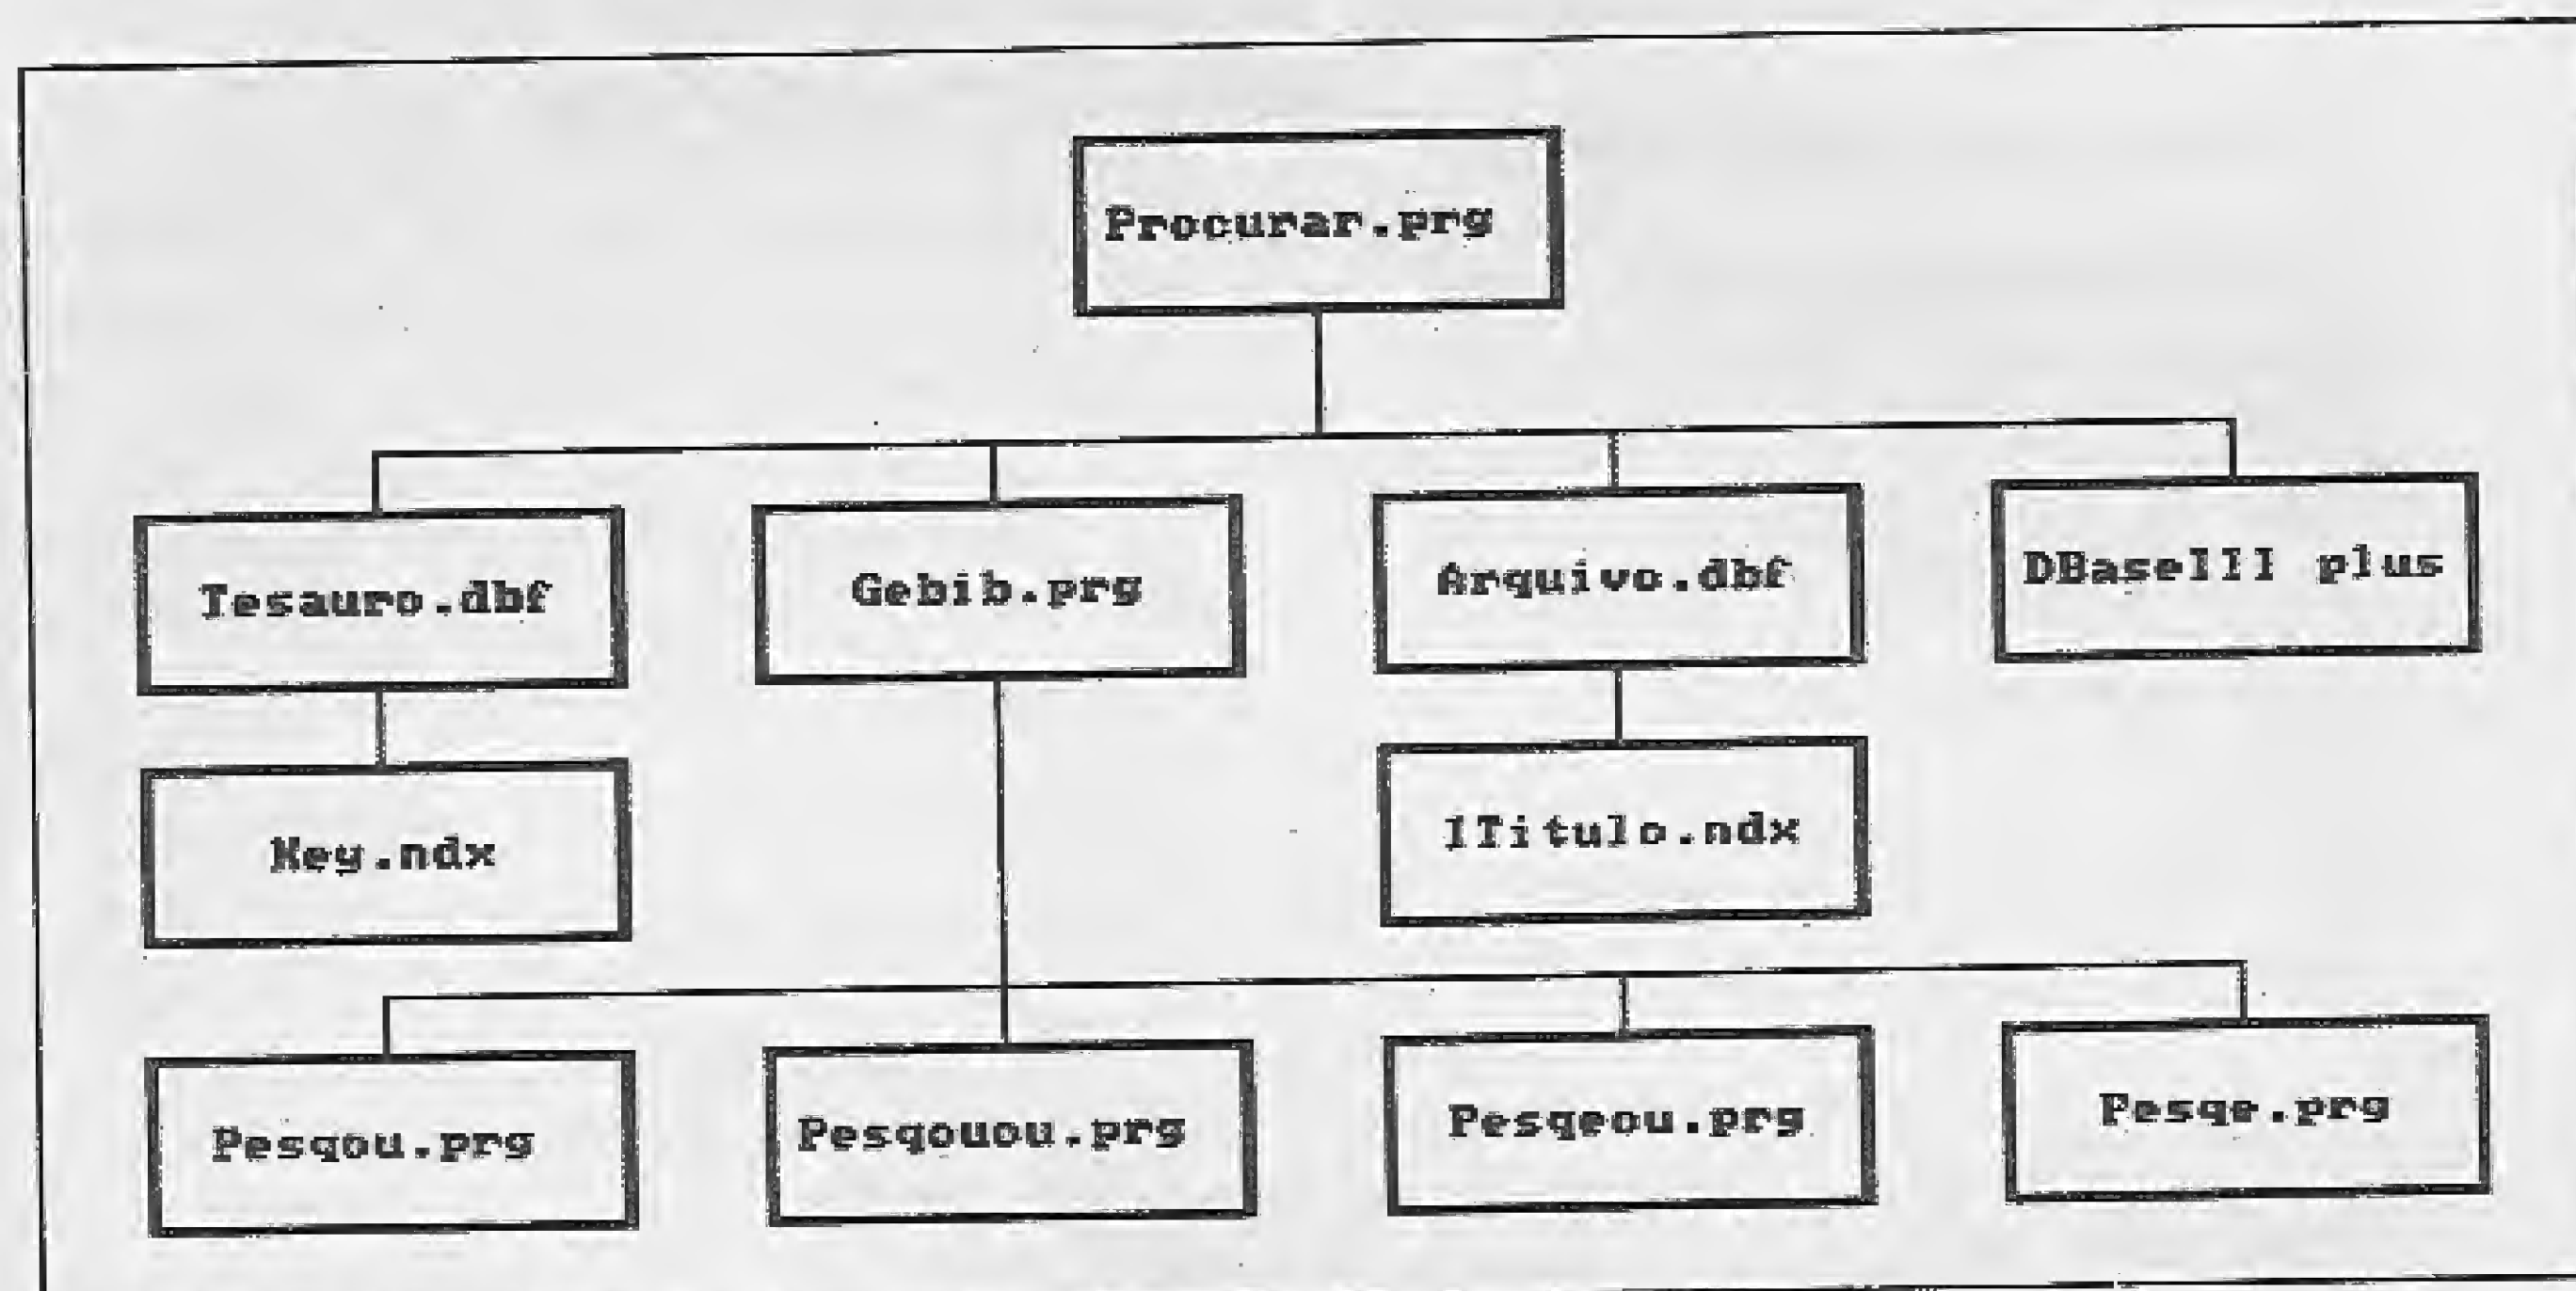 Procurar.prg
Tesauro.dbf
Gebib.prg
Arquivo.dbf
DBaseIII plus
Key.ndx
ITitulo.ndx
Pesqou.prg
Pesqouou.prg
Pesqeou.prg
Pesqe.prg